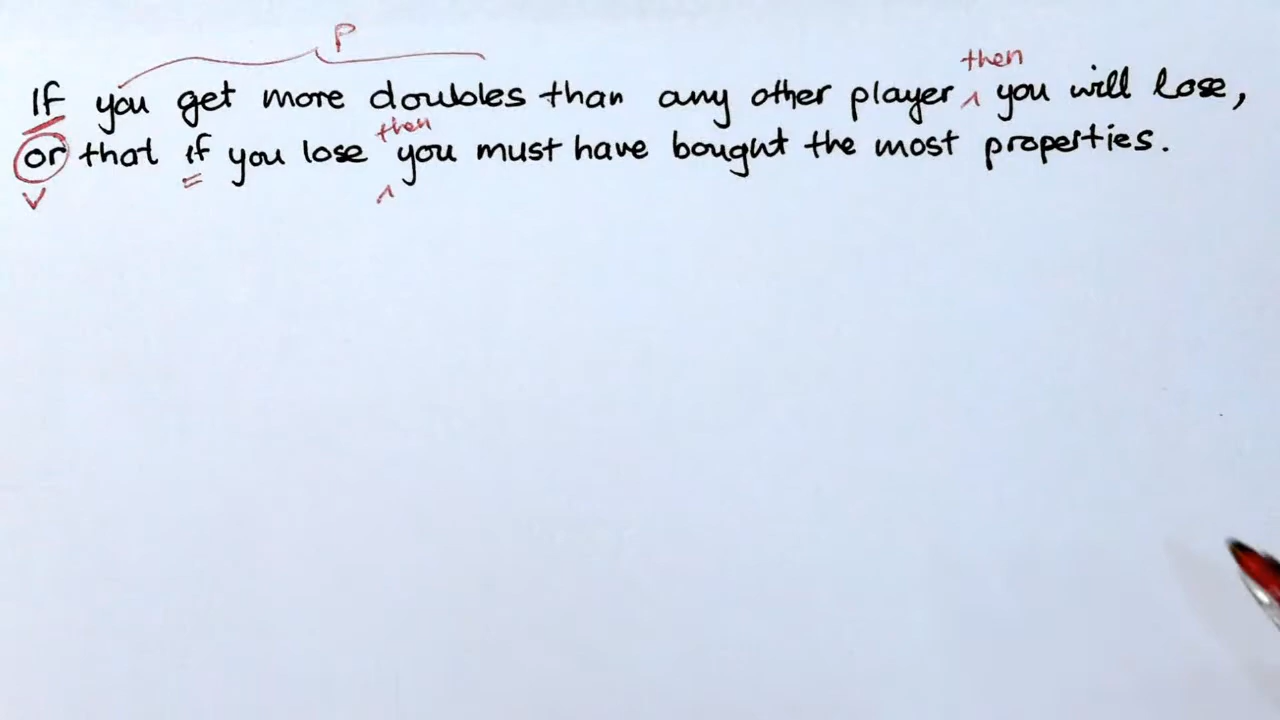 P
then
If you get more doubles than any other player ^ you will lose,
then
or that if you lose ^ you must have bought the most properties.
V